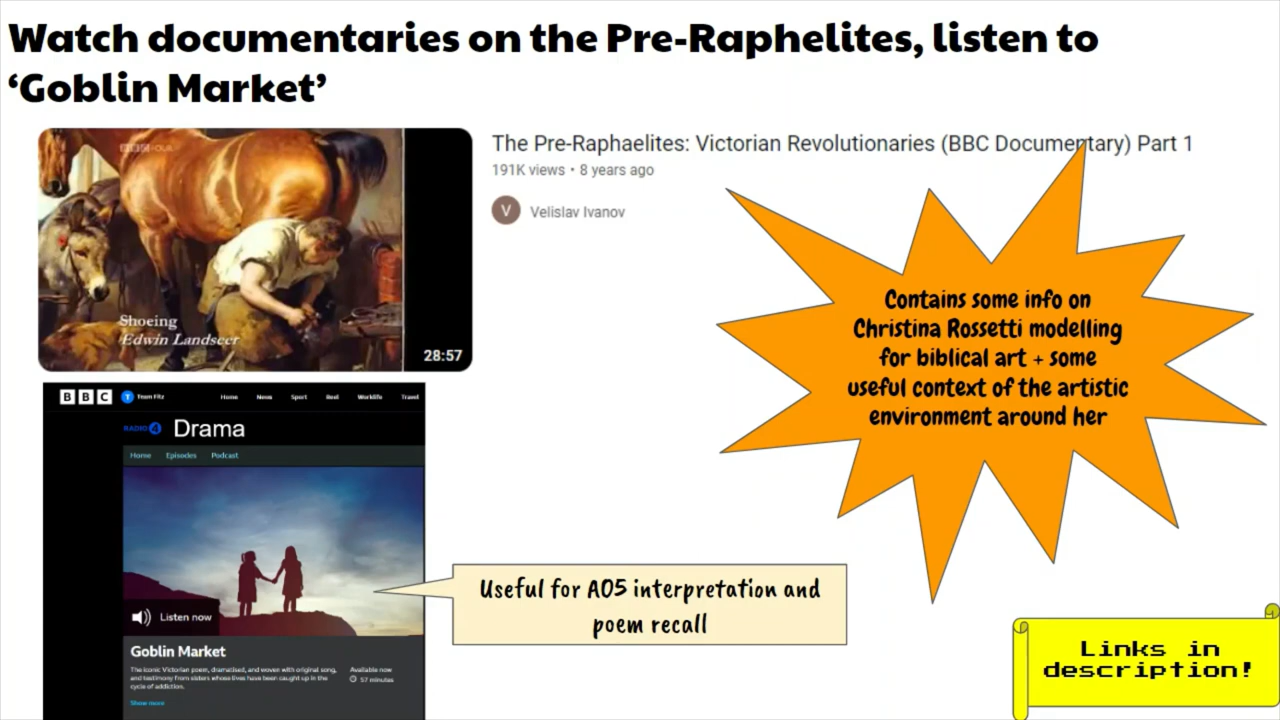 Watch documentaries on the Pre-Raphelites, listen to
‘Goblin Market’
BBC
Shoeing
Edwin Landseer
28:57
The Pre-Raphaelites: Victorian Revolutionaries (BBC Documentary) Part 1
191K views • 8 years ago
V
Velislav Ivanov
Contains some info on
Christina Rossetti modelling
for biblical art + some
useful context of the artistic
environment around her
BBC T Team Fitz Home News Sport Reel Worklife Travel
RADIO 4 Drama
Home Episodes Podcast
Listen now
Goblin Market
The iconic Victorian poem, dramatised, and woven with original song,
and testimony from sisters whose lives have been caught up in the
cycle of addiction.
Available now
57 minutes
Show more
Useful for AO5 interpretation and
poem recall
Links in
description!